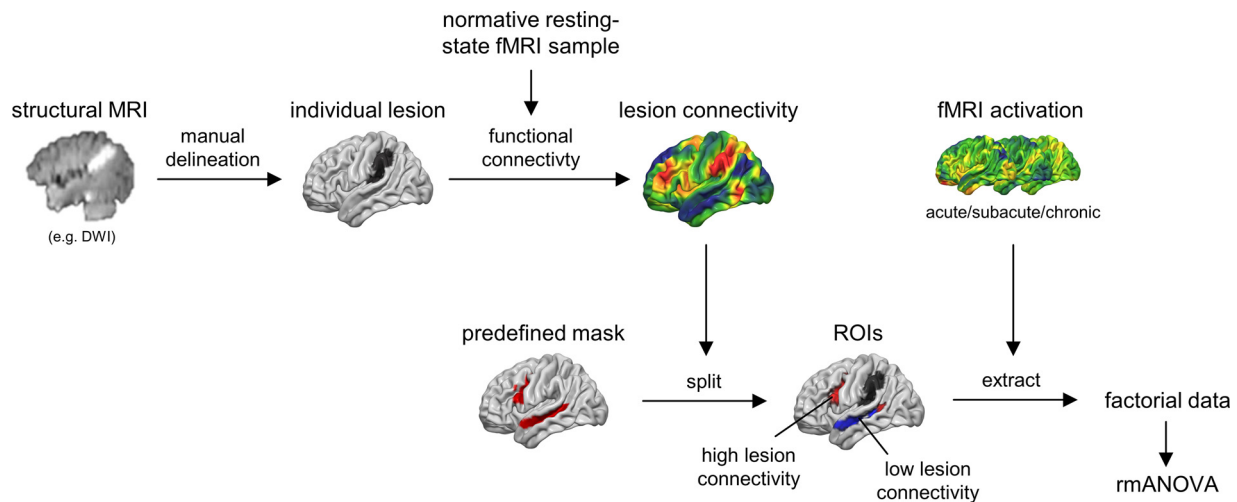 normative resting-
state fMRI sample
structural MRI
manual
delineation
(e.g. DWI)
individual lesion
functional
connectivty
lesion connectivity
fMRI activation
acute/subacute/chronic
predefined mask
split
ROIs
high lesion
connectivity
low lesion
connectivity
extract
factorial data
rmANOVA